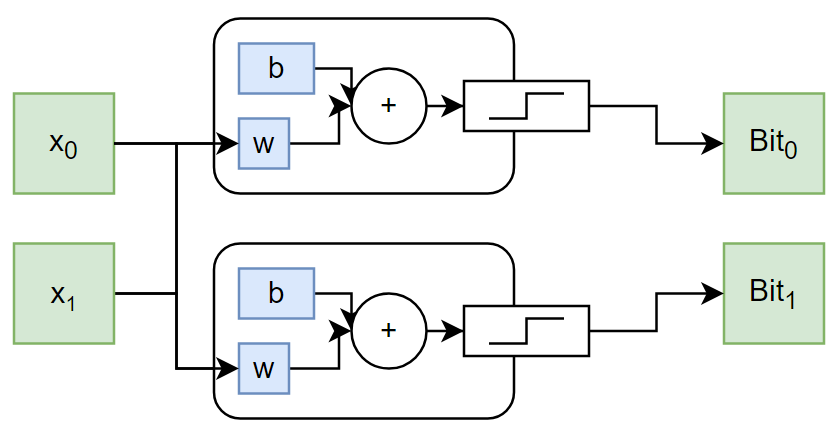 b
+
w
x₀
Bit₀
b
x₁
Bit₁
+
w